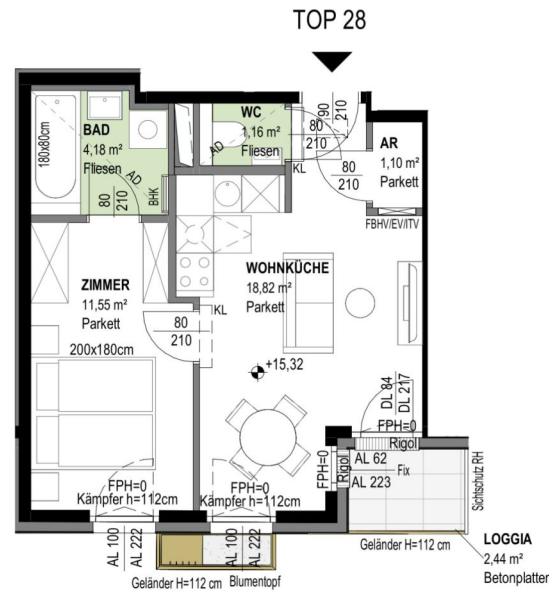 TOP 28
WC
1,16 m²
Fliesen
AD
80
210
90
210
KL
AR
1,10 m²
Parkett
80
210
FBHV/EV/ITV
BAD
4,18 m²
Fliesen
180x80cm
AD
80
210
BHK
ZIMMER
11,55 m²
Parkett
200x180cm
WOHNKÜCHE
18,82 m²
Parkett
KL
80
210
+15,32
DL 84
DL 217
FPH=0
Rigol
AL 62
Fix
AL 223
FPH=0
Rigol
Sichtschutz RH
FPH=0
Kämpfer h=112cm
FPH=0
Kämpfer h=112cm
AL 100
AL 222
AL 100
AL 222
Geländer H=112 cm
LOGGIA
2,44 m²
Betonplatten
Geländer H=112 cm
Blumentopf